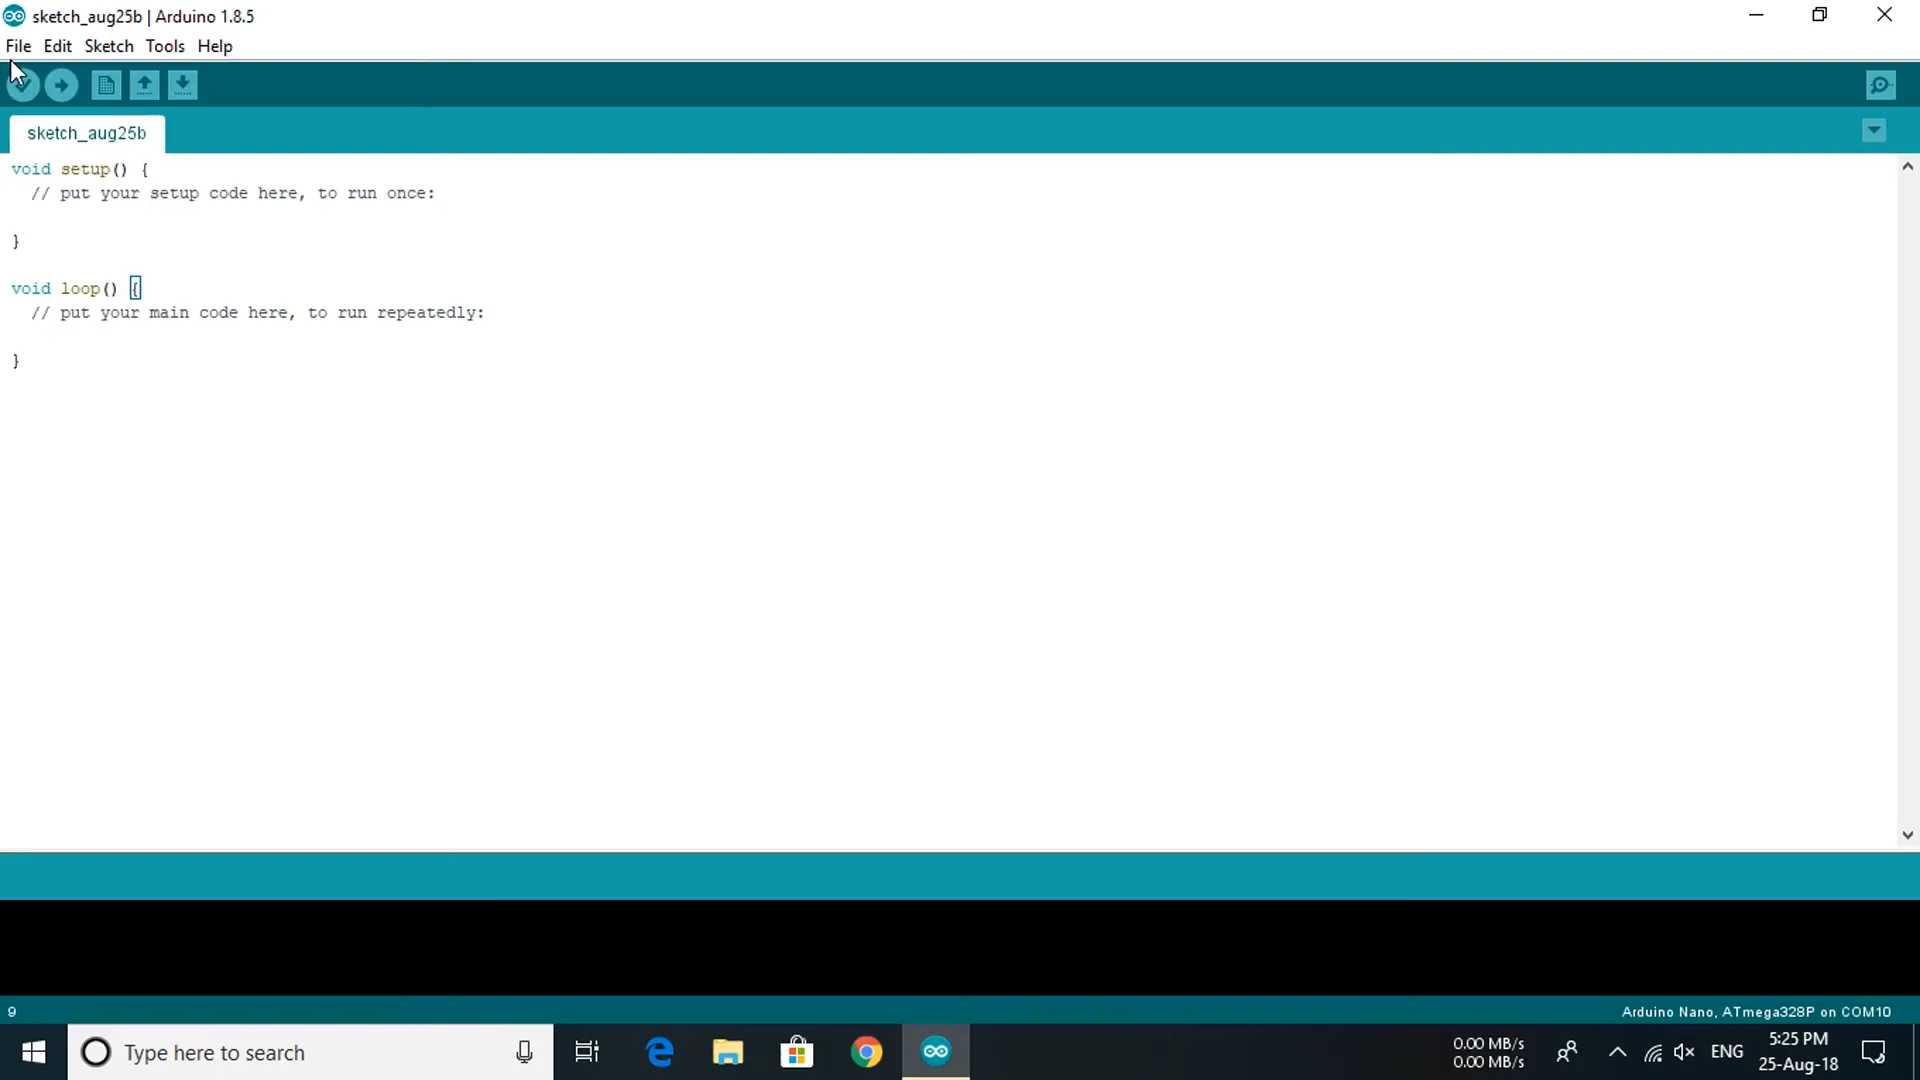 sketch_aug25b | Arduino 1.8.5
File Edit Sketch Tools Help
sketch_aug25b
void setup() {
  // put your setup code here, to run once:
}
void loop() {
  // put your main code here, to run repeatedly:
}
9
Arduino Nano, ATmega328P on COM10
Type here to search
0.00 MB/s
0.00 MB/s
ENG
5:25 PM
25-Aug-18